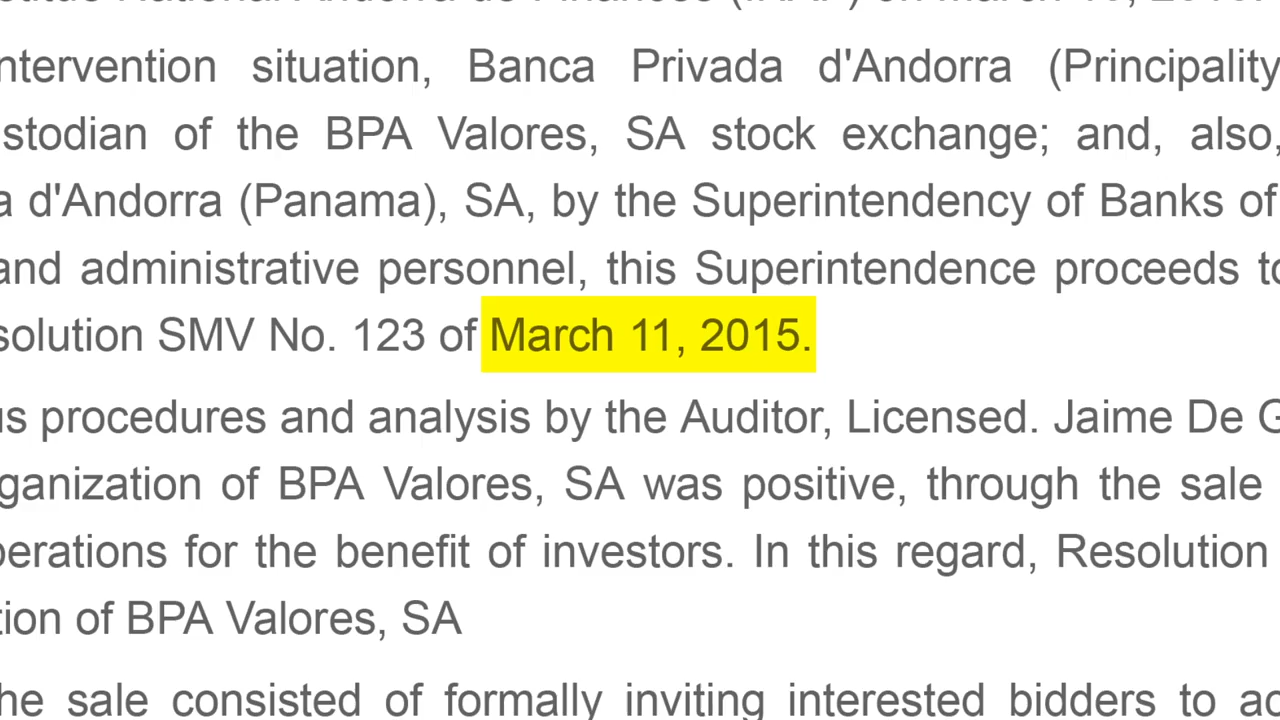 ntervention situation, Banca Privada d'Andorra (Principality
stodian of the BPA Valores, SA stock exchange; and, also,
a d'Andorra (Panama), SA, by the Superintendency of Banks of
and administrative personnel, this Superintendence proceeds to
solution SMV No. 123 of March 11, 2015.
us procedures and analysis by the Auditor, Licensed. Jaime De G
ganization of BPA Valores, SA was positive, through the sale
perations for the benefit of investors. In this regard, Resolution
tion of BPA Valores, SA
he sale consisted of formally inviting interested bidders to ac